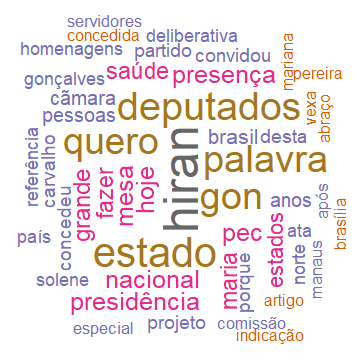 servidores
concedida deliberativa
homenagens partido convidou
mariana
gonçalves saúde presença
pereira
cãmara
pessoas deputados
vexa
abraço
quero hiran brasil desta
referência
carvalho
grande
fazer
mesa
hoje
palavra
gon anos
após
brasília
país
concedeu
estado
pec
estados
ata
norte
manaus
solene nacional
maria
porque
artigo
presidência
especial projeto comissão
indicação